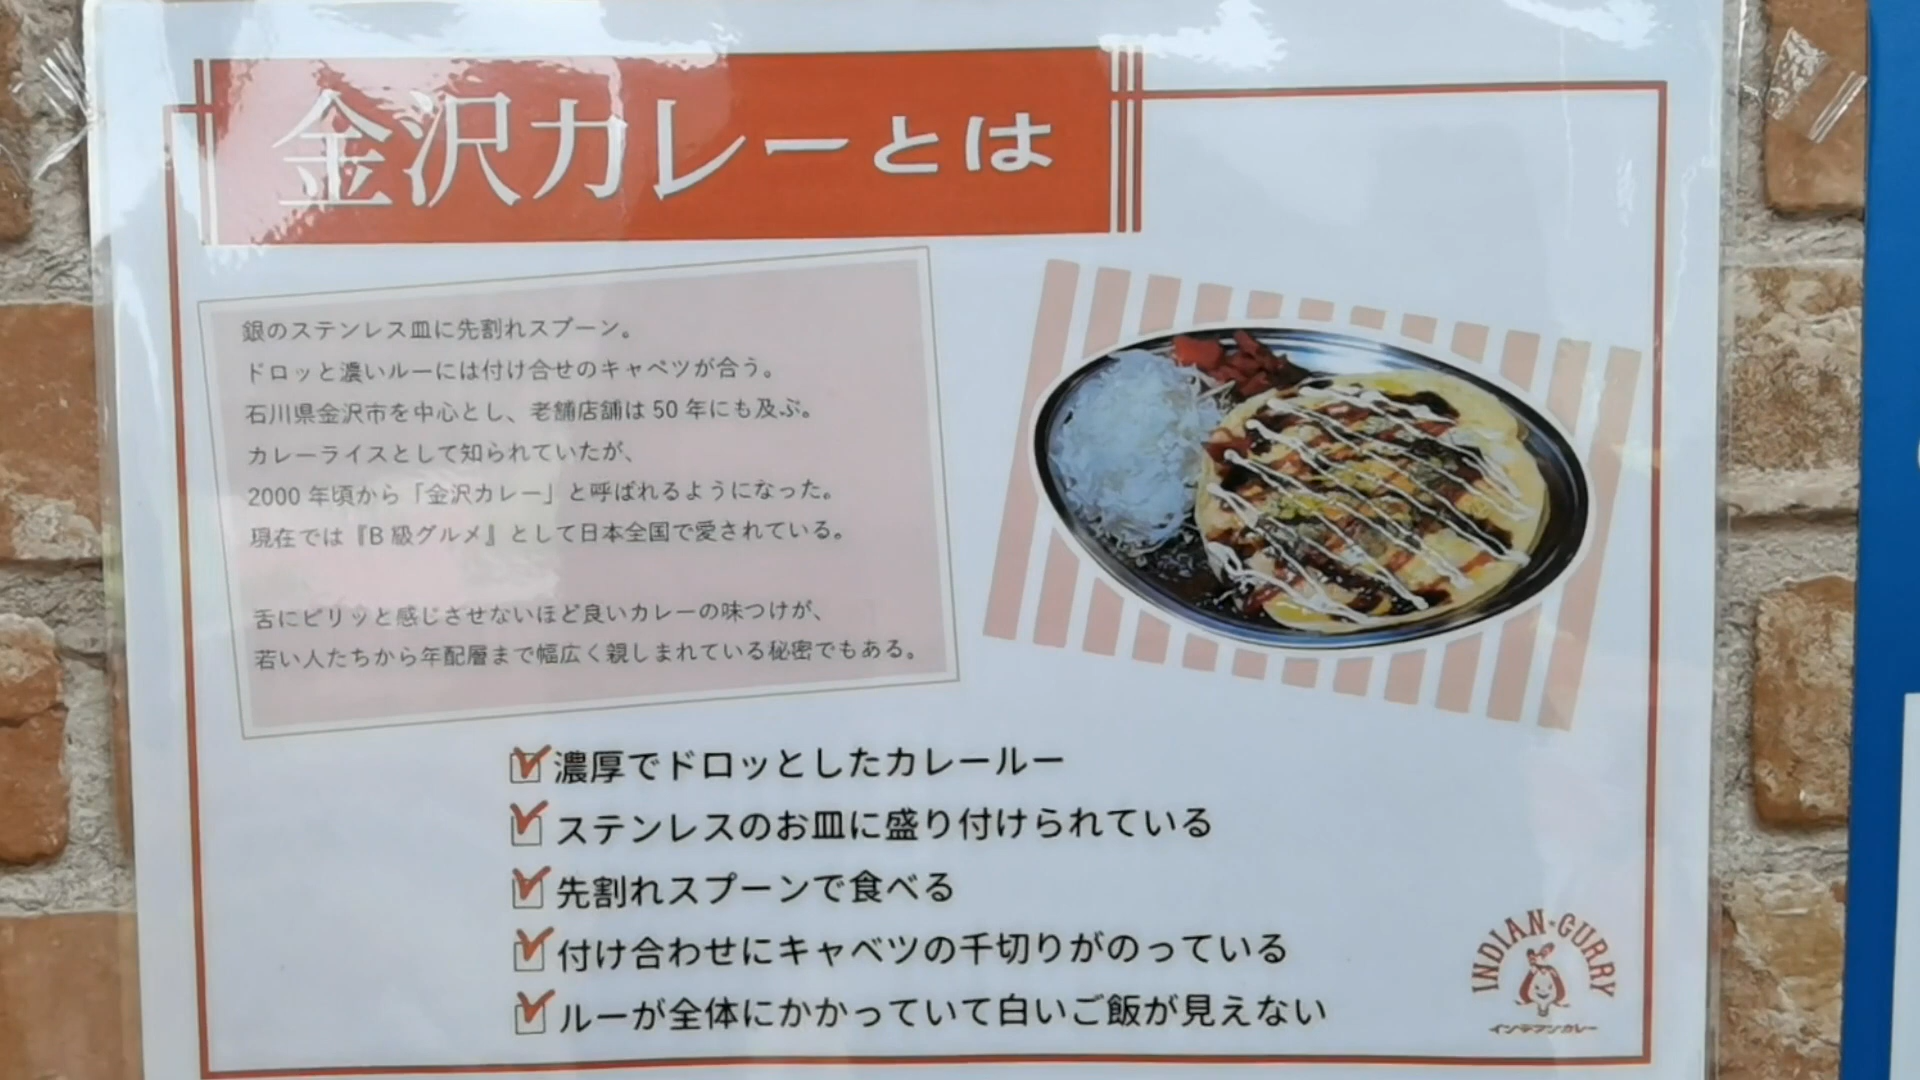 金沢カレーとは
銀のステンレス皿に先割れスプーン。
ドロッと濃いルーには付け合せのキャベツが合う。
石川県金沢市を中心とし、老舗店舗は50年にも及ぶ。
カレーライスとして知られていたが、
2000年頃から「金沢カレー」と呼ばれるようになった。
現在では『B級グルメ』として日本全国で愛されている。
舌にピリッと感じさせないほど良いカレーの味つけが、
若い人たちから年配層まで幅広く親しまれている秘密でもある。
濃厚でドロッとしたカレールー
ステンレスのお皿に盛り付けられている
先割れスプーンで食べる
付け合わせにキャベツの千切りがのっている
ルーが全体にかかっていて白いご飯が見えない
INDIAN・CURRY
インデアンカレー